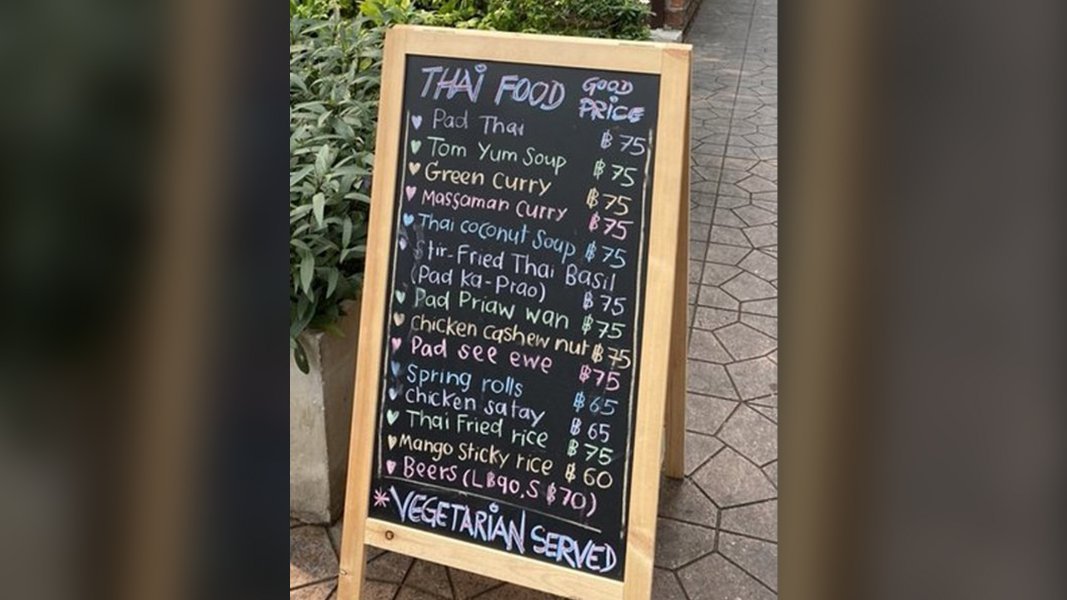 THAI FOOD GOOD PRICE
Pad Thai ฿75
Tom Yum Soup ฿75
Green Curry ฿75
Massaman Curry ฿75
Thai coconut Soup ฿75
Stir-Fried Thai Basil
(Pad Ka-Prao) ฿75
Pad Priaw wan ฿75
Chicken cashew nut ฿75
Pad see ewe ฿75
Spring rolls ฿65
Chicken satay ฿65
Thai Fried rice ฿75
Mango Sticky rice ฿60
Beers (L ฿90, S ฿70)
*VEGETARIAN SERVED